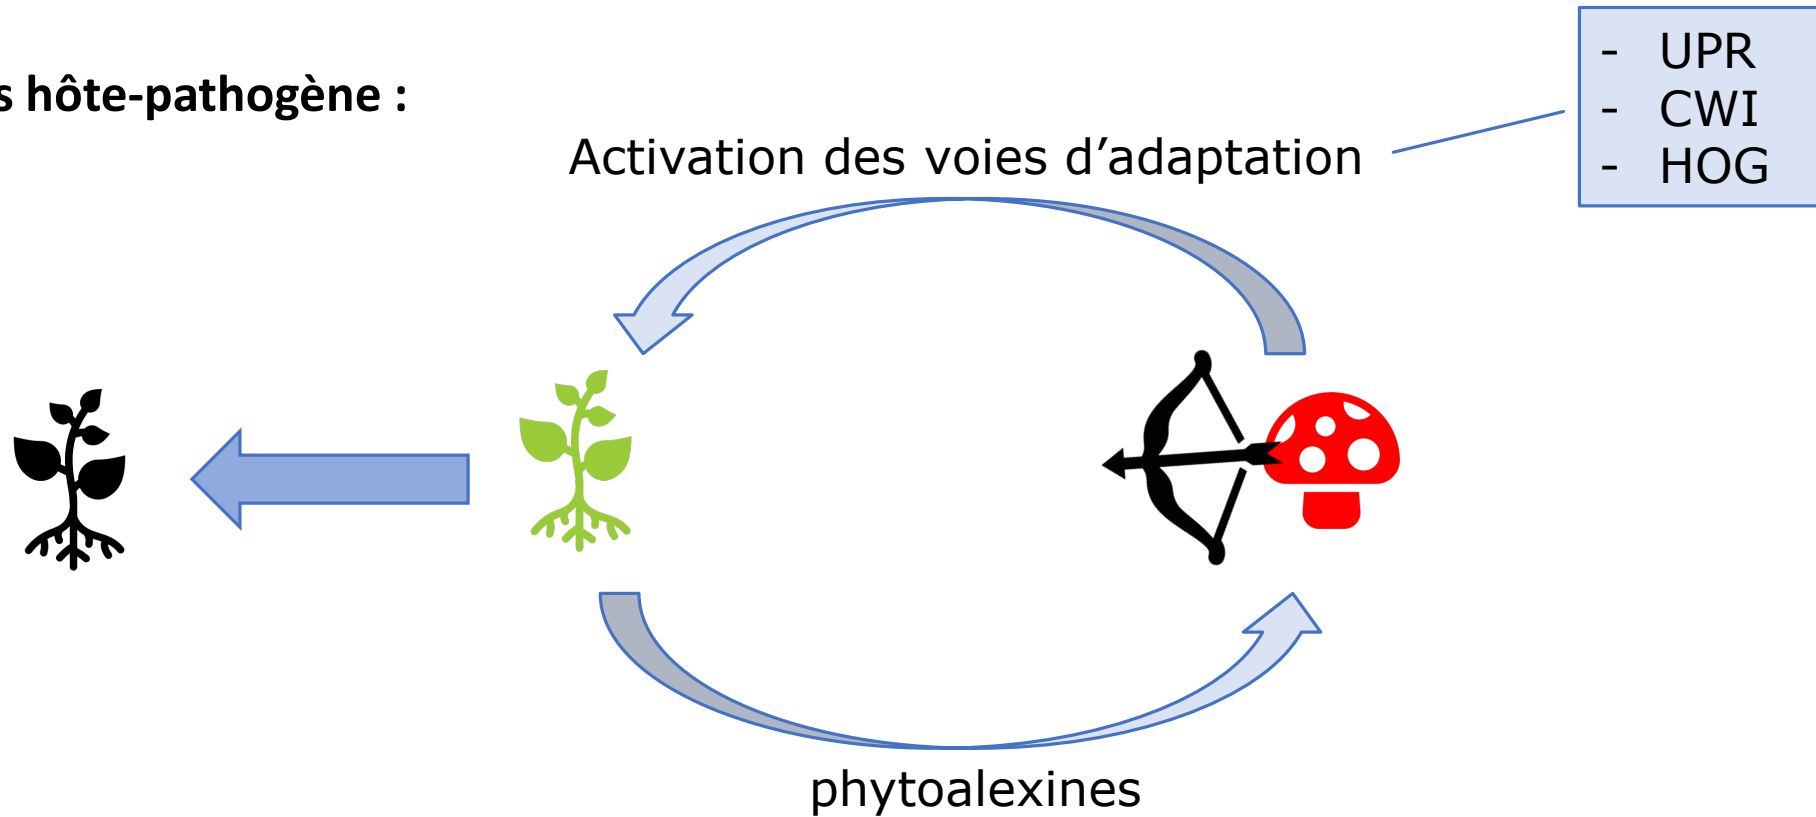 s hôte-pathogène :
Activation des voies d’adaptation
- UPR
- CWI
- HOG
phytoalexines